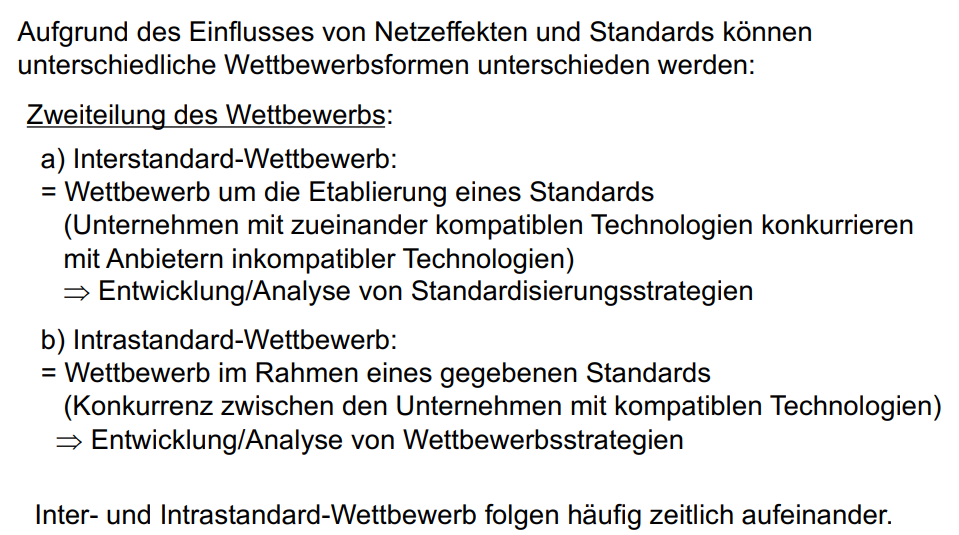 Aufgrund des Einflusses von Netzeffekten und Standards können
unterschiedliche Wettbewerbsformen unterschieden werden:
Zweiteilung des Wettbewerbs:
a) Interstandard-Wettbewerb:
= Wettbewerb um die Etablierung eines Standards
(Unternehmen mit zueinander kompatiblen Technologien konkurrieren
mit Anbietern inkompatibler Technologien)
⇒ Entwicklung/Analyse von Standardisierungsstrategien
b) Intrastandard-Wettbewerb:
= Wettbewerb im Rahmen eines gegebenen Standards
(Konkurrenz zwischen den Unternehmen mit kompatiblen Technologien)
⇒ Entwicklung/Analyse von Wettbewerbsstrategien
Inter- und Intrastandard-Wettbewerb folgen häufig zeitlich aufeinander.